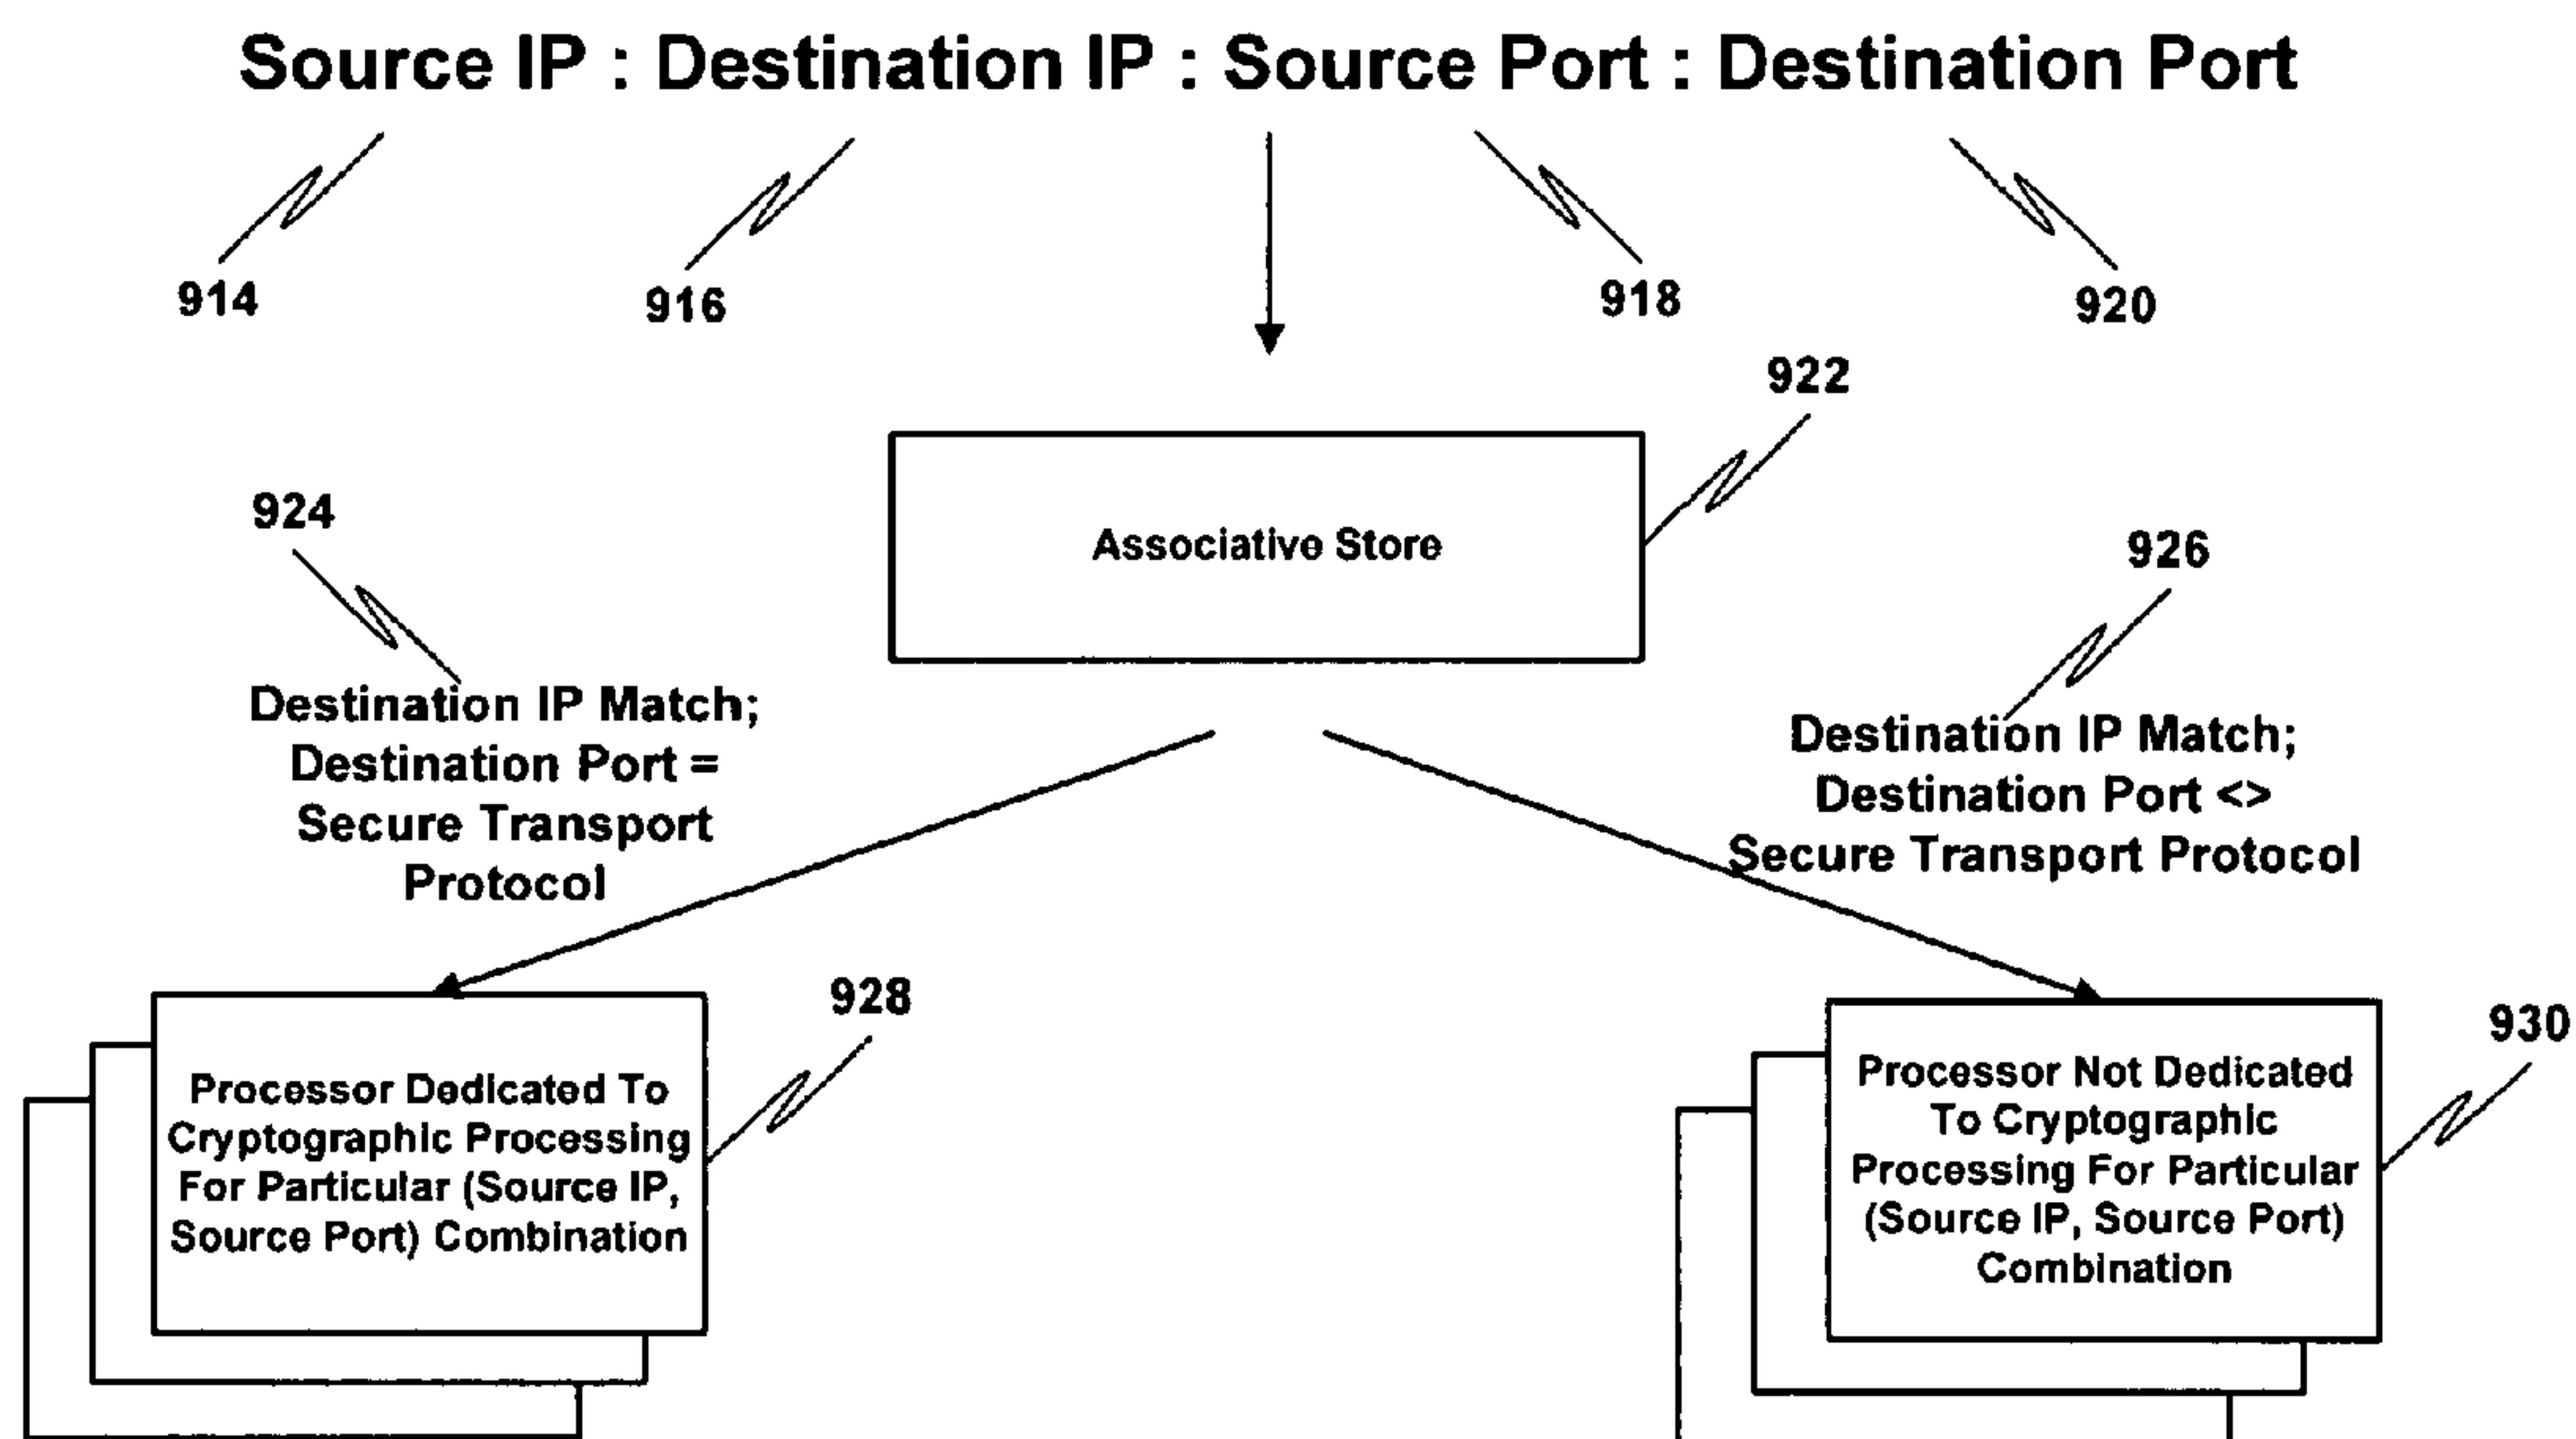 Source IP : Destination IP : Source Port : Destination Port
914
916
918
920
922
Associative Store
924
Destination IP Match;
Destination Port =
Secure Transport
Protocol
926
Destination IP Match;
Destination Port <>
Secure Transport Protocol
928
Processor Dedicated To
Cryptographic Processing
For Particular (Source IP,
Source Port) Combination
930
Processor Not Dedicated
To Cryptographic
Processing For Particular
(Source IP, Source Port)
Combination